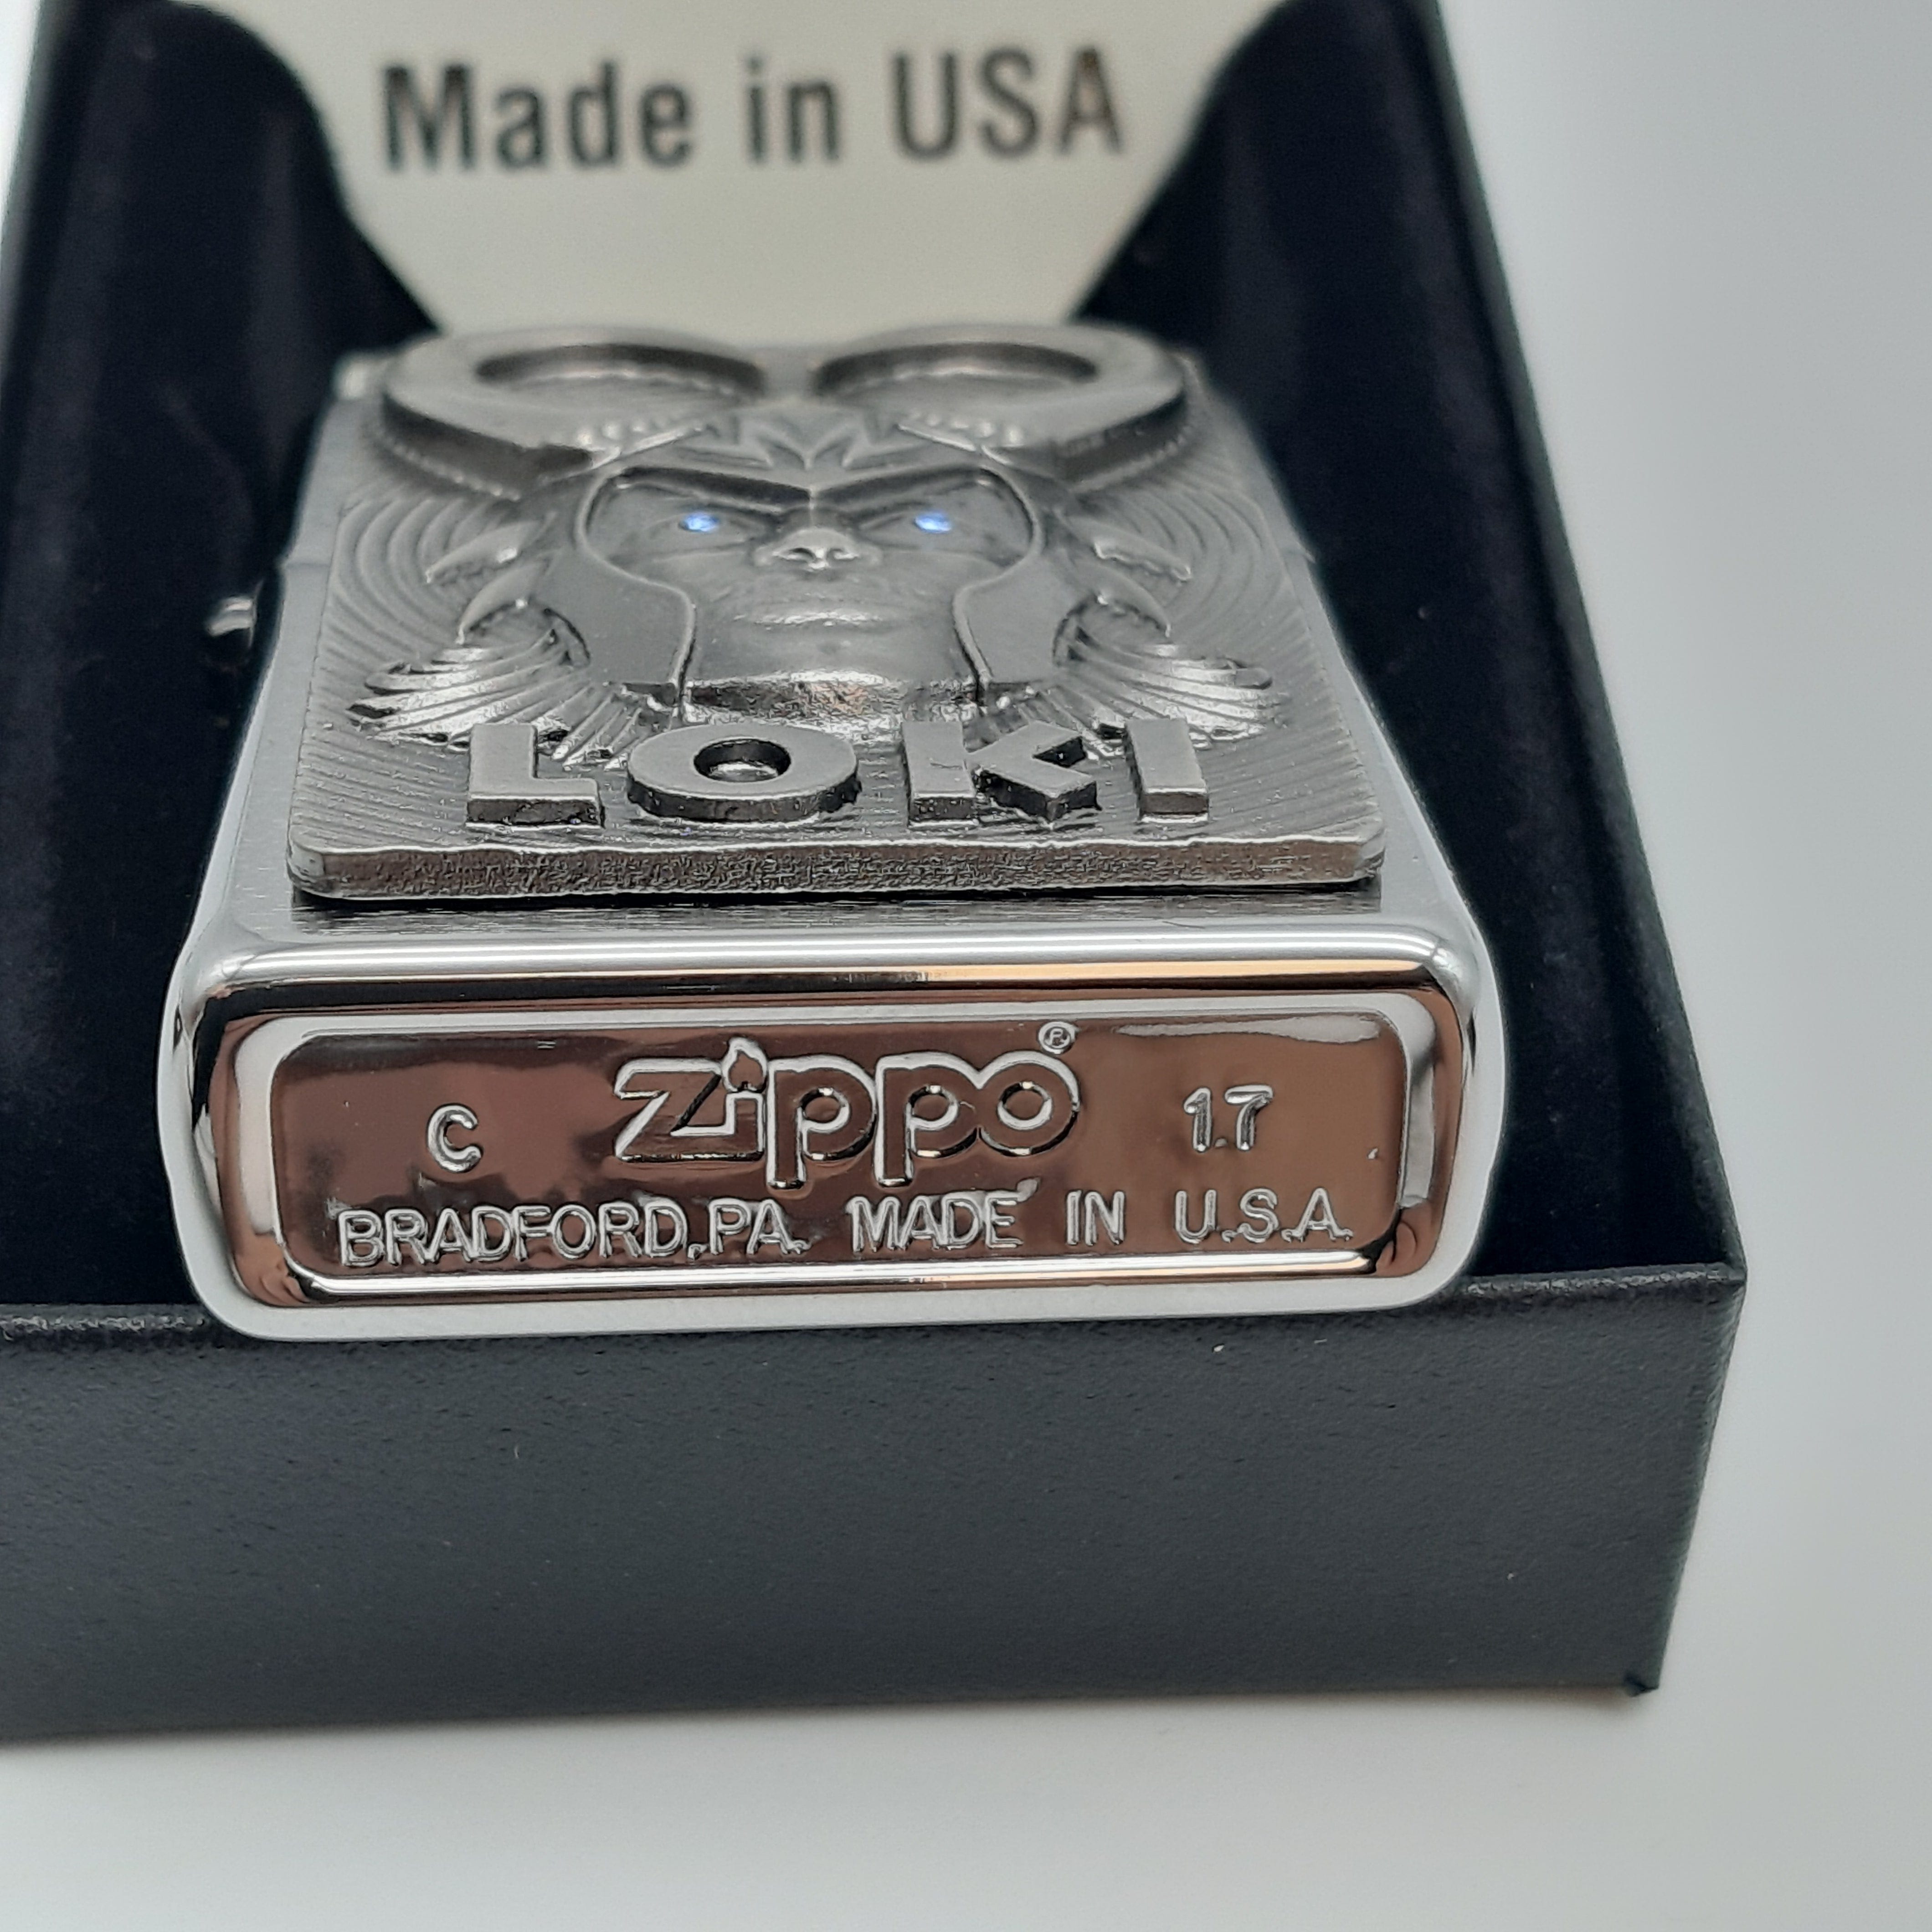 Made in USA
LOKI
C zippo® 17
BRADFORD, PA. MADE IN U.S.A.